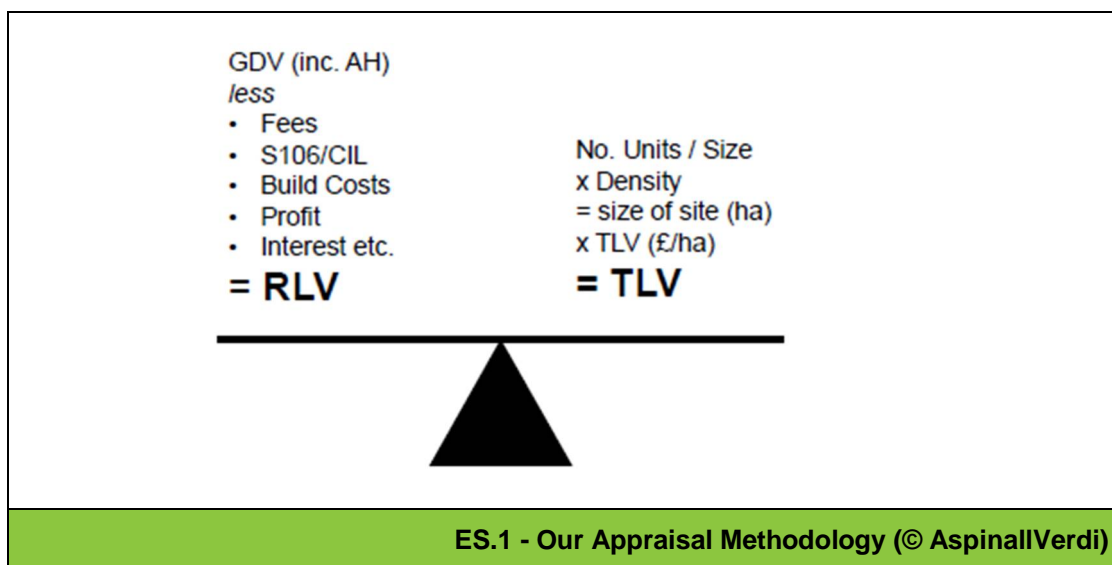 GDV (inc. AH)
less
• Fees
• S106/CIL
• Build Costs
• Profit
• Interest etc.
= RLV
No. Units / Size
x Density
= size of site (ha)
x TLV (£/ha)
= TLV
ES.1 - Our Appraisal Methodology (© AspinallVerdi)